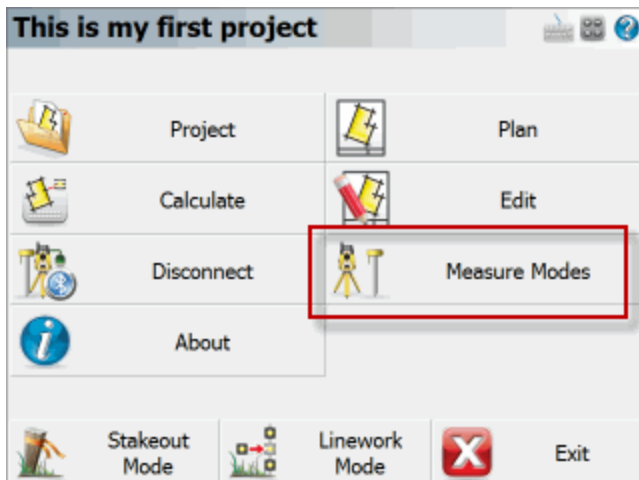 This is my first project
Project
Plan
Calculate
Edit
Disconnect
Measure Modes
About
Stakeout
Mode
Linework
Mode
Exit